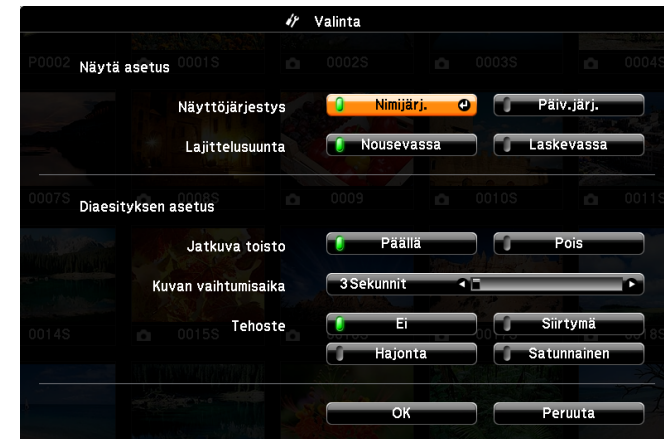 Valinta
P0002 0001S 0002S 0003S 0004S
Näytä asetus
Näyttöjärjestys Nimijärj. Päiv.järj.
Lajittelusuunta Nousevassa Laskevassa
0007S 0008S 0009 0010S 0011S
Diaesityksen asetus
Jatkuva toisto Päällä Pois
Kuvan vaihtumisaika 3 Sekunnit
Tehoste Ei Siirtymä
0014S 0015S
Hajonta Satunnainen
OK Peruuta